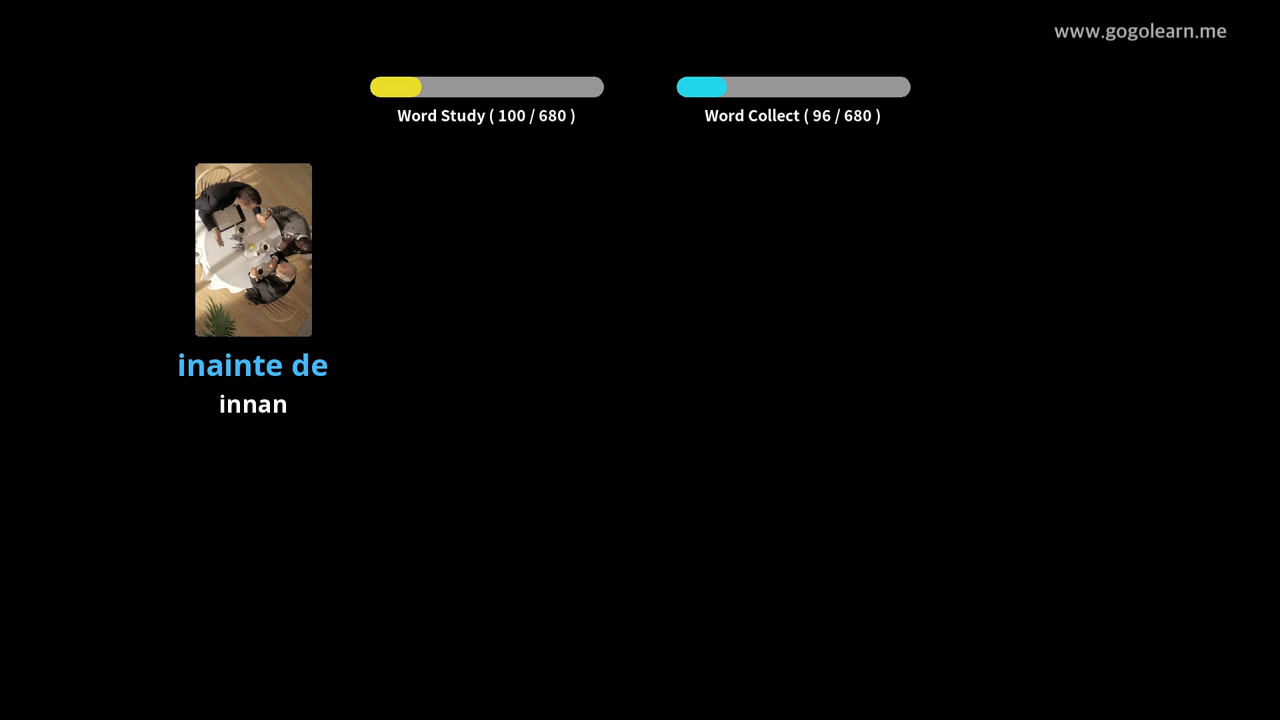 www.gogolearn.me
Word Study ( 100 / 680 )
Word Collect ( 96 / 680 )
inainte de
innan